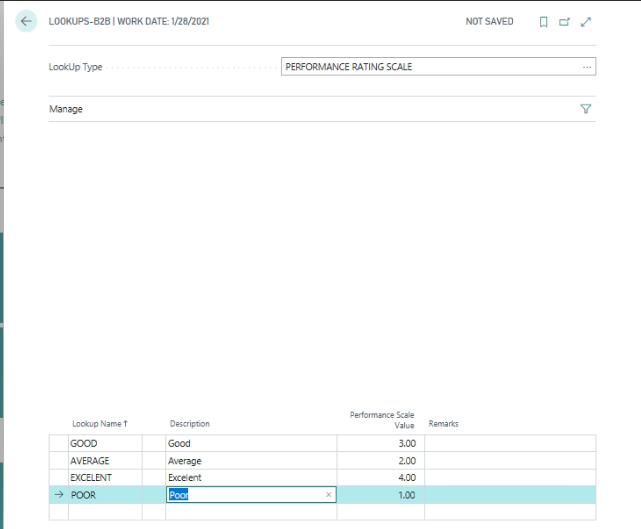 LOOKUPS-B2B | WORK DATE: 1/28/2021 NOT SAVED
LookUp Type PERFORMANCE RATING SCALE ...
Manage
Lookup Name ↑ Description Performance Scale Value Remarks
GOOD Good 3.00
AVERAGE Average 2.00
EXCELENT Excelent 4.00
→ POOR Poor × 1.00